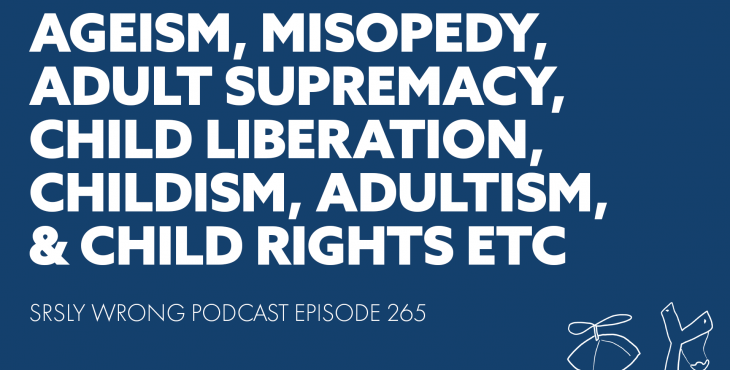 AGEISM, MISOPEDY,
ADULT SUPREMACY,
CHILD LIBERATION,
CHILDISM, ADULTISM,
& CHILD RIGHTS ETC
SRSLY WRONG PODCAST EPISODE 265